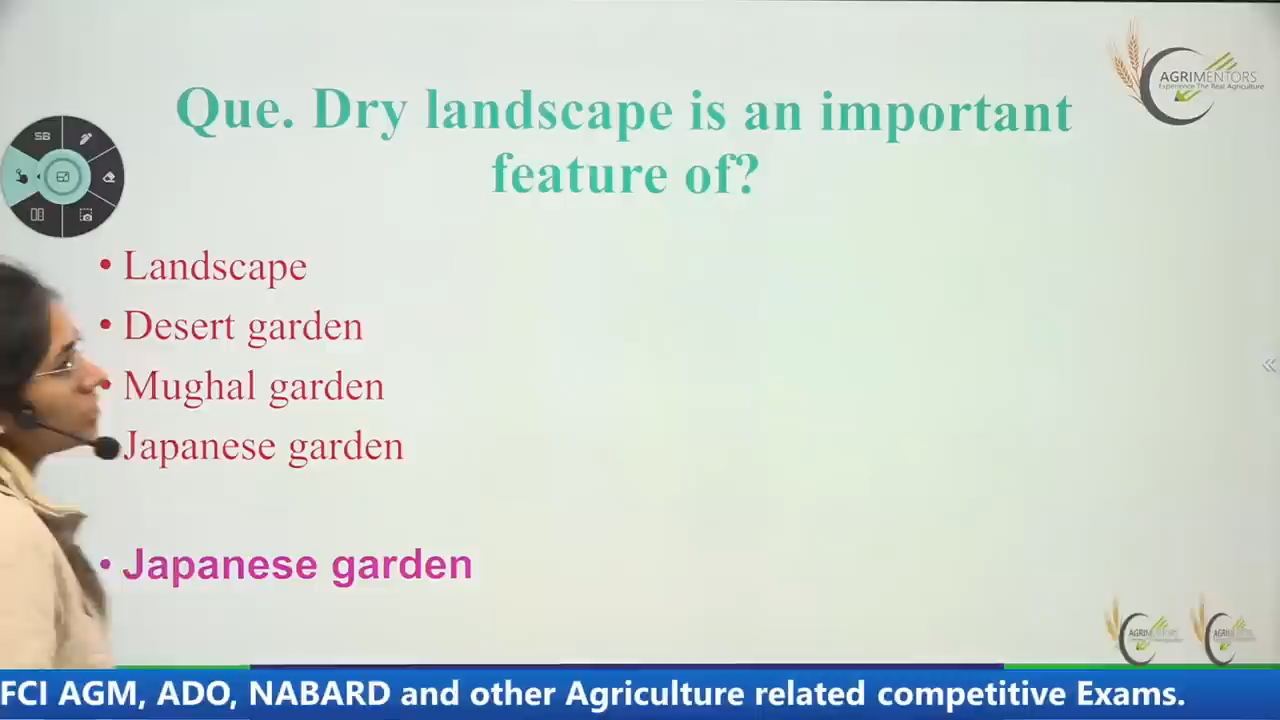 AGRIMENTORS
Experience The Real Agriculture
Que. Dry landscape is an important
feature of?
SB
• Landscape
• Desert garden
• Mughal garden
Japanese garden
• Japanese garden
FCI AGM, ADO, NABARD and other Agriculture related competitive Exams.